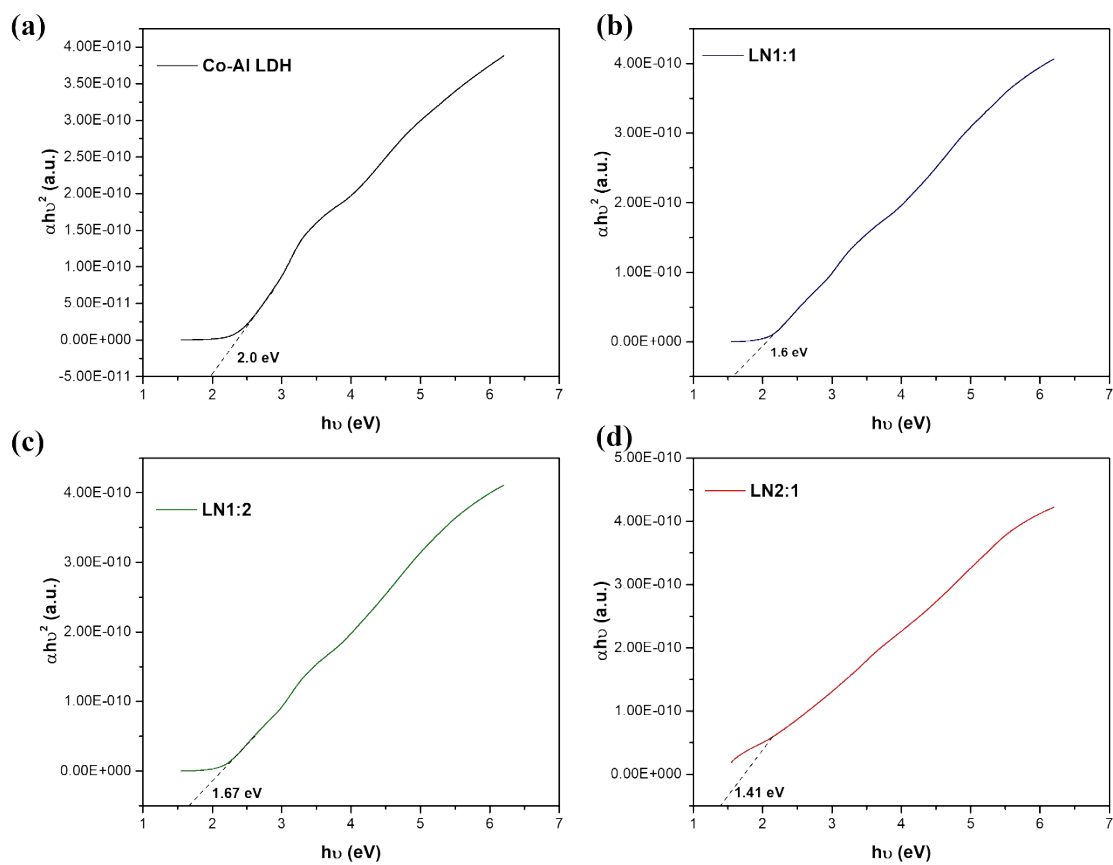 (a)
Co-Al LDH
4.00E-010
3.50E-010
3.00E-010
2.50E-010
2.00E-010
1.50E-010
1.00E-010
5.00E-011
0.00E+000
-5.00E-011
αhυ² (a.u.)
2.0 eV
1 2 3 4 5 6 7
hυ (eV)
(b)
LN1:1
4.00E-010
3.00E-010
2.00E-010
1.00E-010
0.00E+000
αhυ² (a.u.)
1.6 eV
1 2 3 4 5 6 7
hυ (eV)
(c)
LN1:2
4.00E-010
3.00E-010
2.00E-010
1.00E-010
0.00E+000
αhυ² (a.u.)
1.67 eV
1 2 3 4 5 6 7
hυ (eV)
(d)
LN2:1
5.00E-010
4.00E-010
3.00E-010
2.00E-010
1.00E-010
0.00E+000
αhυ (a.u.)
1.41 eV
1 2 3 4 5 6 7
hυ (eV)